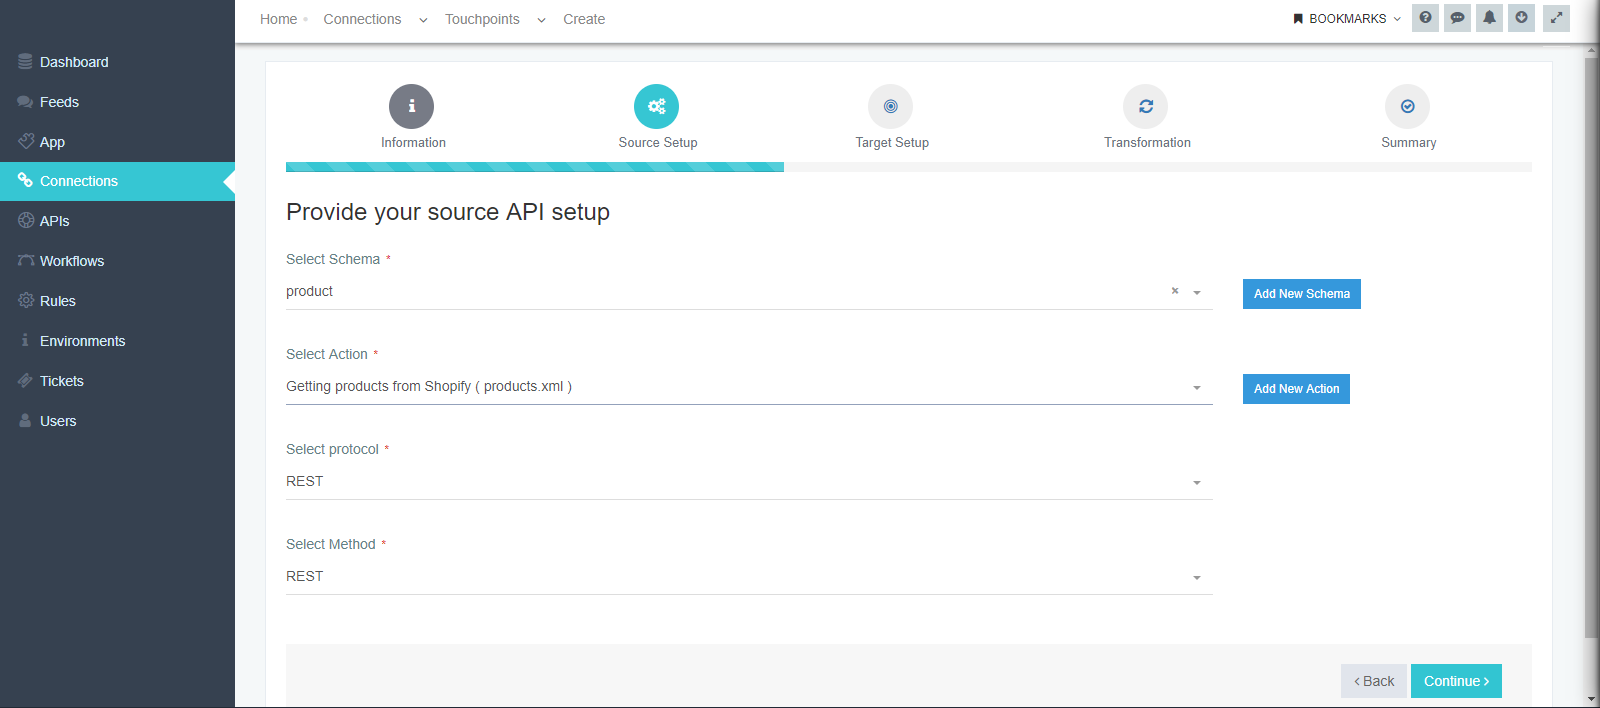 Home Connections Touchpoints Create
BOOKMARKS
Dashboard
Feeds
App
Connections
APIs
Workflows
Rules
Environments
Tickets
Users
Information
Source Setup
Target Setup
Transformation
Summary
Provide your source API setup
Select Schema *
product ×
Add New Schema
Select Action *
Getting products from Shopify ( products.xml )
Add New Action
Select protocol *
REST
Select Method *
REST
‹ Back
Continue ›